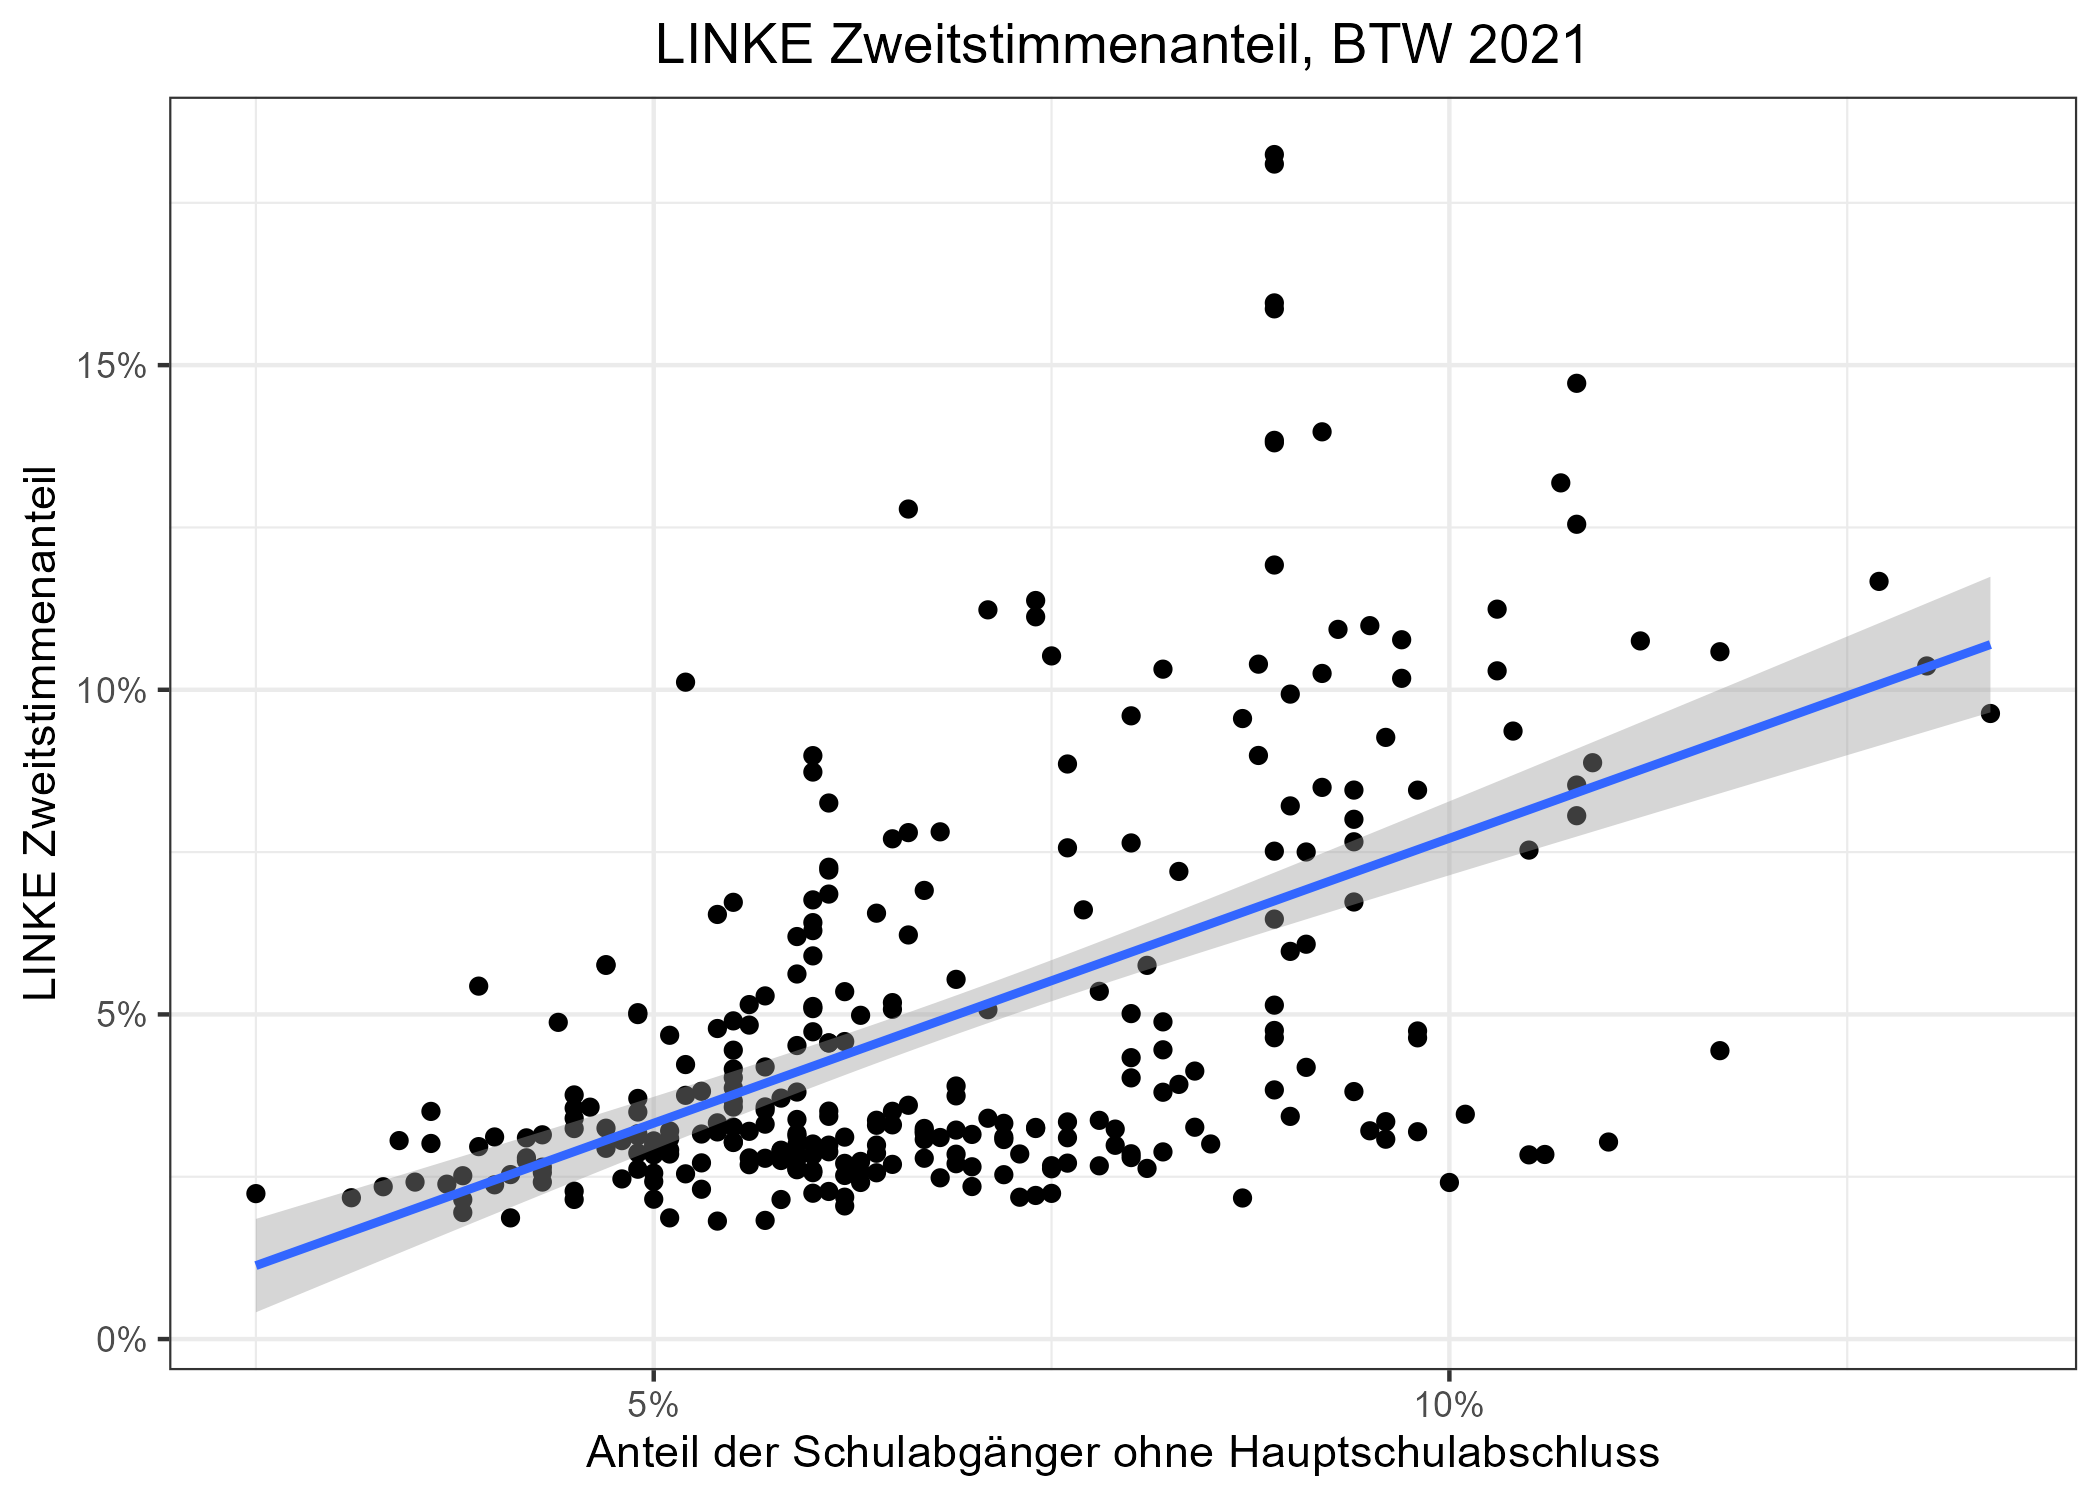 LINKE Zweitstimmenanteil, BTW 2021
LINKE Zweitstimmenanteil
15%
10%
5%
0%
5%
10%
Anteil der Schulabgänger ohne Hauptschulabschluss